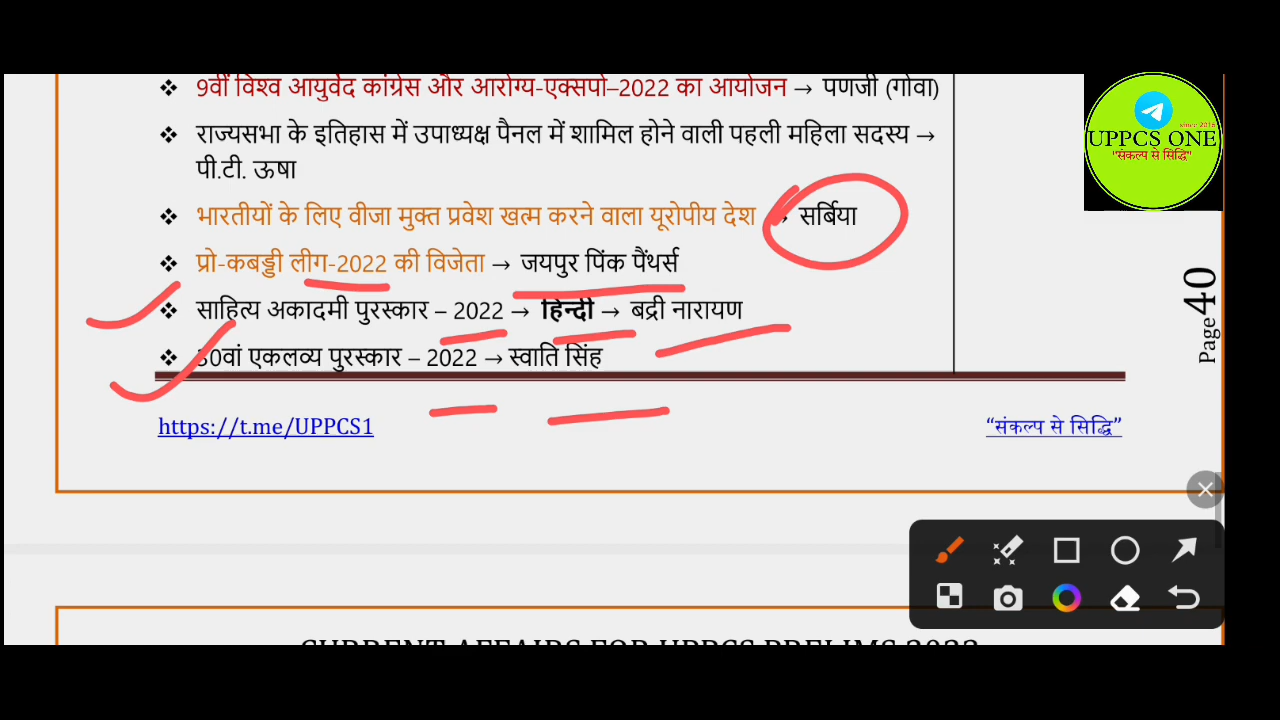 ❖ 9वीं विश्व आयुर्वेद कांग्रेस और आरोग्य-एक्सपो–2022 का आयोजन → पणजी (गोवा)
❖ राज्यसभा के इतिहास में उपाध्यक्ष पैनल में शामिल होने वाली पहली महिला सदस्य →
पी.टी. ऊषा
❖ भारतीयों के लिए वीजा मुक्त प्रवेश खत्म करने वाला यूरोपीय देश → सर्बिया
❖ प्रो-कबड्डी लीग-2022 की विजेता → जयपुर पिंक पैंथर्स
❖ साहित्य अकादमी पुरस्कार – 2022 → हिन्दी → बद्री नारायण
❖ 30वां एकलव्य पुरस्कार – 2022 → स्वाति सिंह
https://t.me/UPPCS1
“संकल्प से सिद्धि”
Page 40
since 2016
UPPCS ONE
"संकल्प से सिद्धि"
CURRENT AFFAIRS FOR UPPCS PRELIMS 2023